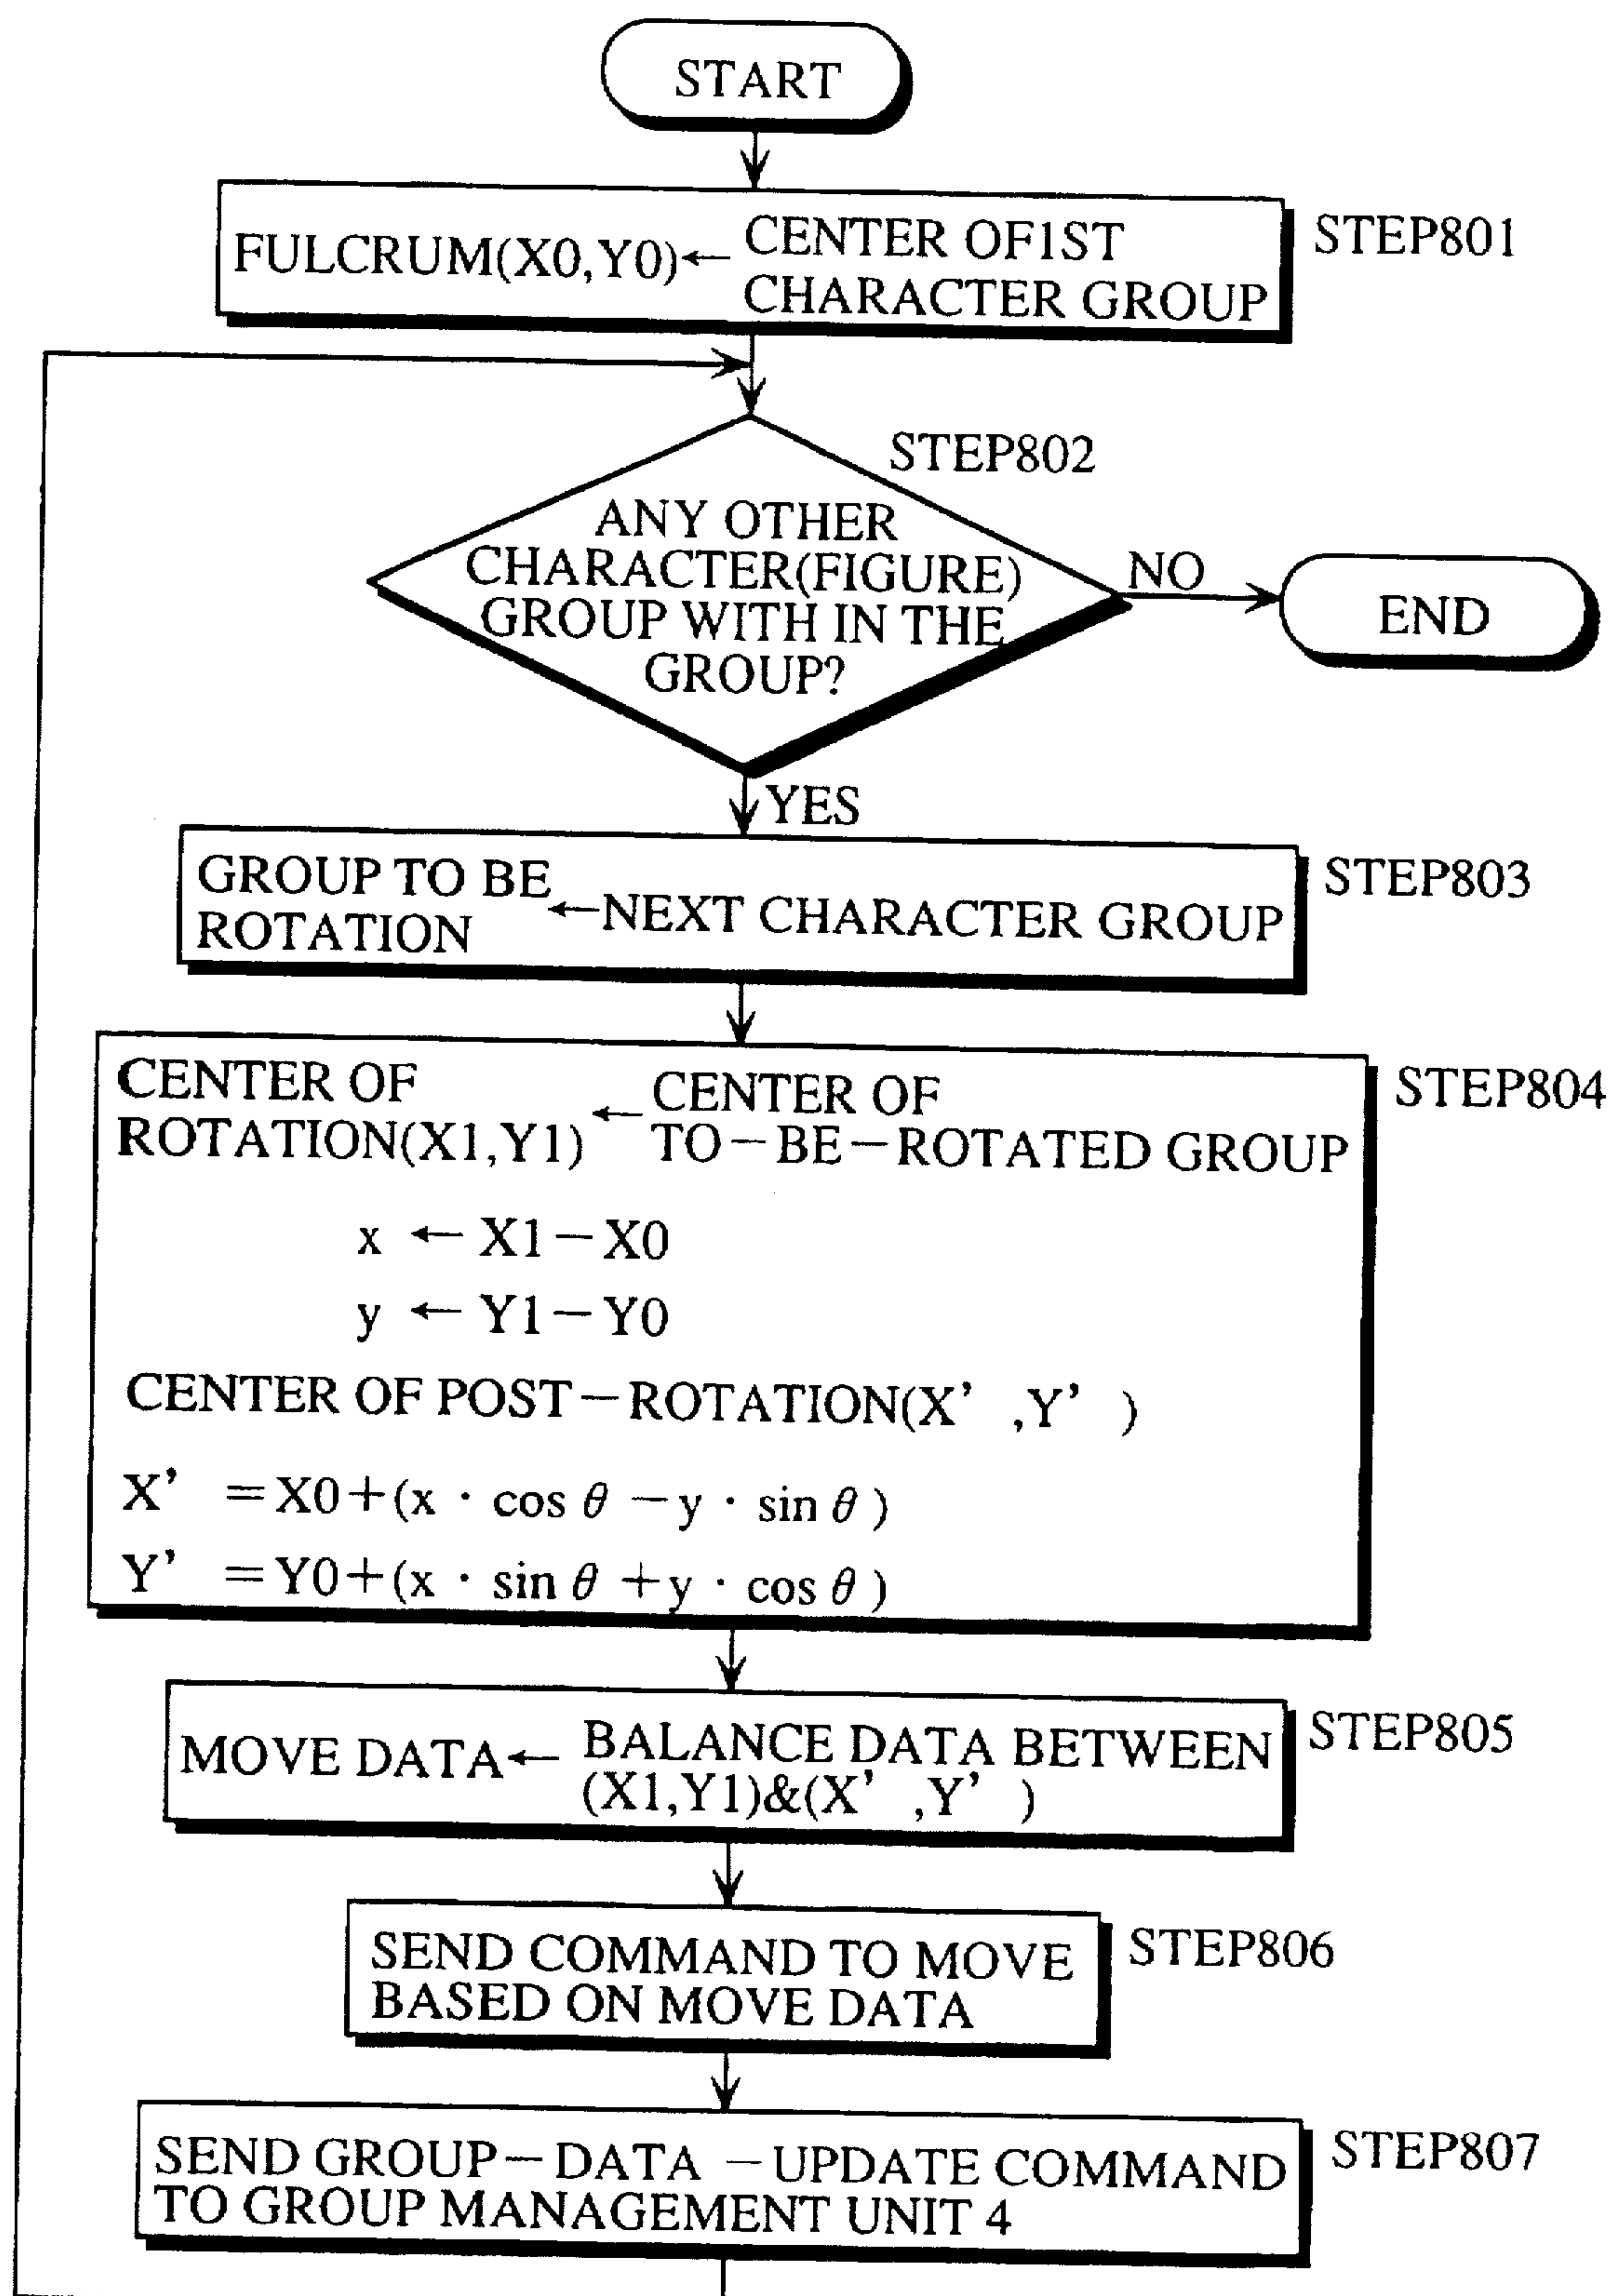 START
FULCRUM(X0,Y0)← CENTER OF1ST
CHARACTER GROUP
STEP801
STEP802
ANY OTHER
CHARACTER(FIGURE)
GROUP WITH IN THE
GROUP?
NO
END
YES
GROUP TO BE
ROTATION
←NEXT CHARACTER GROUP
STEP803
CENTER OF
ROTATION(X1,Y1)
← CENTER OF
TO－BE－ROTATED GROUP
STEP804
x ← X1－X0
y ← Y1－Y0
CENTER OF POST－ROTATION(X' ,Y' )
X' ＝X0＋(x · cos θ －y · sin θ )
Y' ＝Y0＋(x · sin θ ＋y · cos θ )
MOVE DATA← BALANCE DATA BETWEEN
(X1,Y1)&(X' ,Y' )
STEP805
SEND COMMAND TO MOVE
BASED ON MOVE DATA
STEP806
SEND GROUP－DATA －UPDATE COMMAND
TO GROUP MANAGEMENT UNIT 4
STEP807